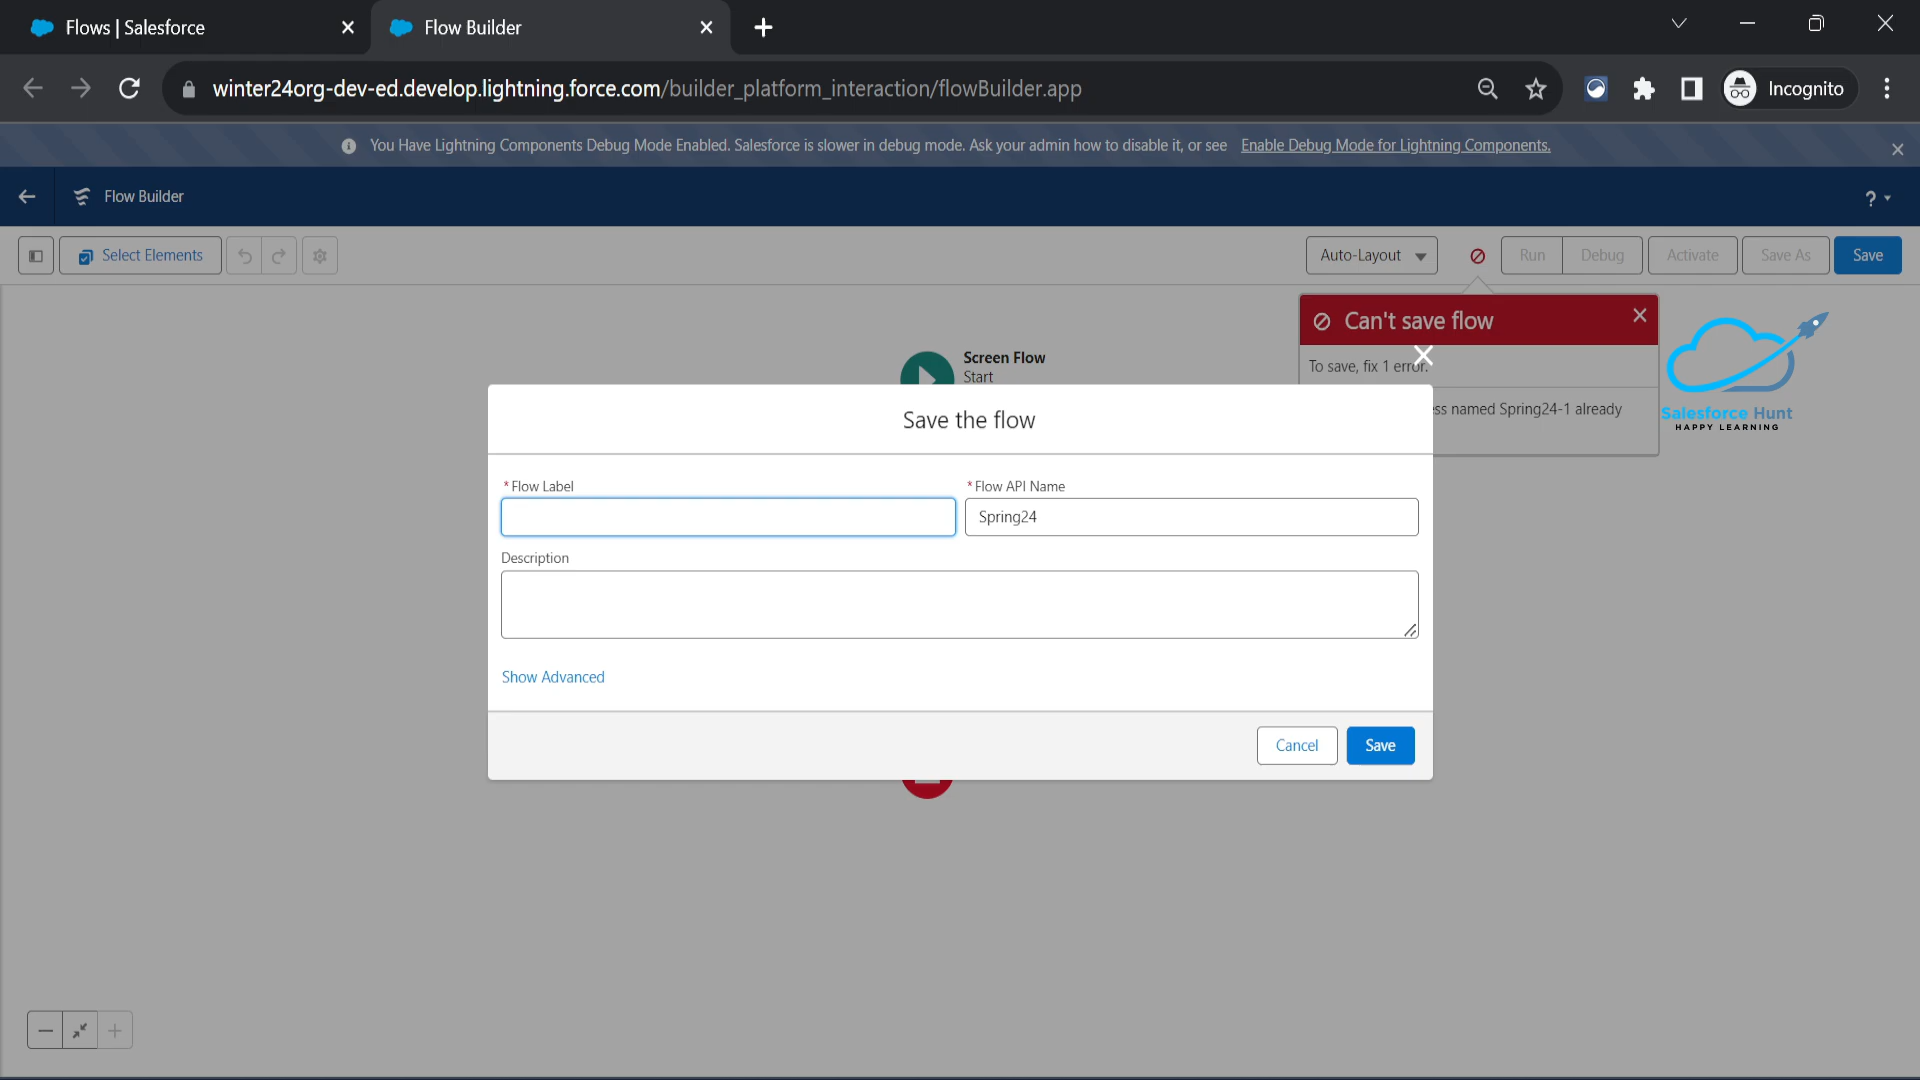 Flows | Salesforce
Flow Builder
winter24org-dev-ed.develop.lightning.force.com/builder_platform_interaction/flowBuilder.app
Incognito
You Have Lightning Components Debug Mode Enabled. Salesforce is slower in debug mode. Ask your admin how to disable it, or see Enable Debug Mode for Lightning Components.
Flow Builder
?
Select Elements
Auto-Layout
Run
Debug
Activate
Save As
Save
Can't save flow
To save, fix 1 error.
ess named Spring24-1 already
Salesforce Hunt
HAPPY LEARNING
Screen Flow
Start
Save the flow
* Flow Label
* Flow API Name
Spring24
Description
Show Advanced
Cancel
Save